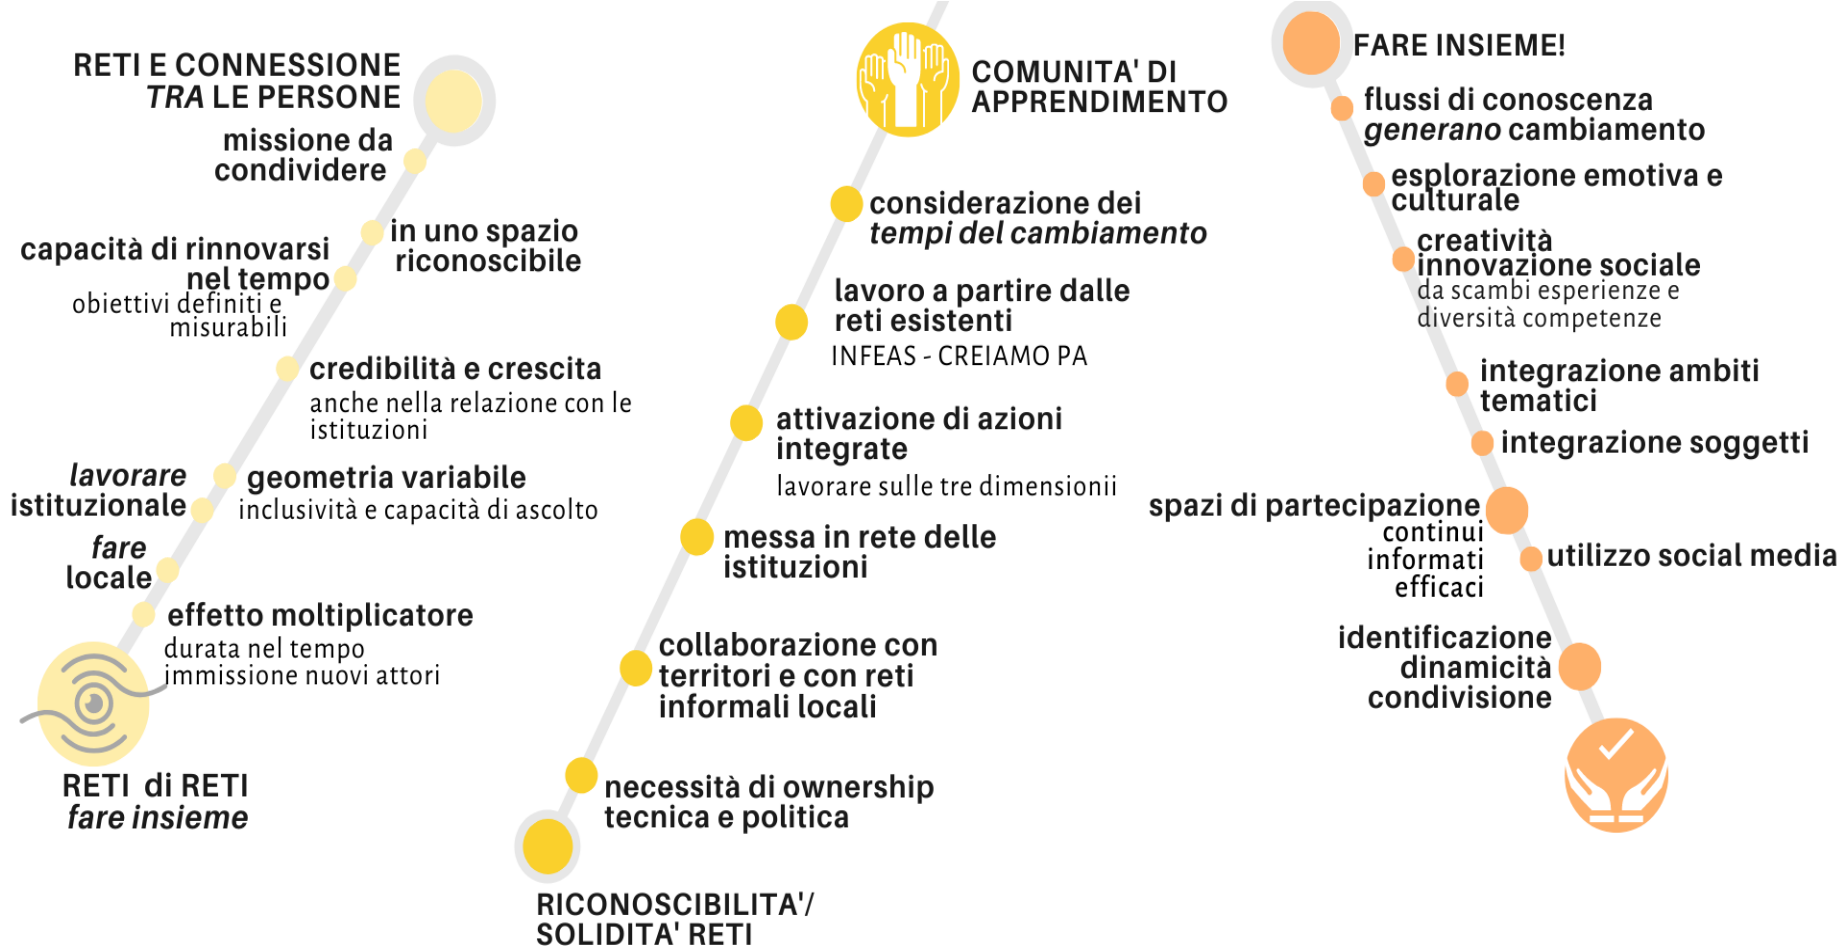 RETI E CONNESSIONE
TRA LE PERSONE
missione da
condividere
in uno spazio
riconoscibile
capacità di rinnovarsi
nel tempo
obiettivi definiti e
misurabili
credibilità e crescita
anche nella relazione con le
istituzioni
lavorare
istituzionale
geometria variabile
inclusività e capacità di ascolto
fare
locale
effetto moltiplicatore
durata nel tempo
immissione nuovi attori
RETI di RETI
fare insieme
COMUNITA' DI
APPRENDIMENTO
considerazione dei
tempi del cambiamento
lavoro a partire dalle
reti esistenti
INFEAS - CREIAMO PA
attivazione di azioni
integrate
lavorare sulle tre dimensionii
messa in rete delle
istituzioni
collaborazione con
territori e con reti
informali locali
necessità di ownership
tecnica e politica
RICONOSCIBILITA'/
SOLIDITA' RETI
FARE INSIEME!
flussi di conoscenza
generano cambiamento
esplorazione emotiva e
culturale
creatività
innovazione sociale
da scambi esperienze e
diversità competenze
integrazione ambiti
tematici
integrazione soggetti
spazi di partecipazione
continui
informati
efficaci
utilizzo social media
identificazione
dinamicità
condivisione